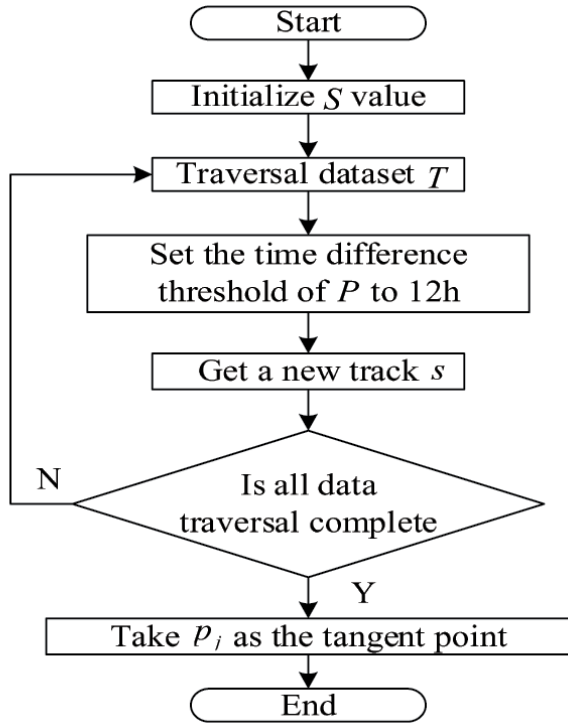 Start
Initialize S value
Traversal dataset T
Set the time difference
threshold of P to 12h
Get a new track s
N
Is all data
traversal complete
Y
Take p_j as the tangent point
End